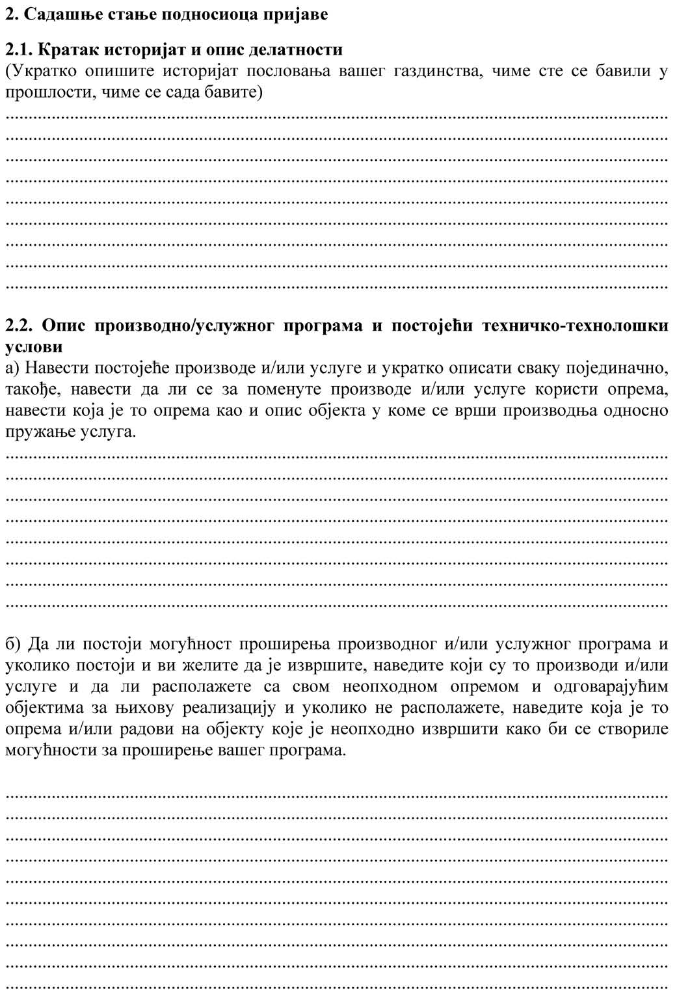 2. Садашње стање подносиоца пријаве
2.1. Кратак историјат и опис делатности
(Укратко опишите историјат пословања вашег газдинства, чиме сте се бавили у
прошлости, чиме се сада бавите)
2.2. Опис производно/услужног програма и постојећи техничко-технолошки
услови
а) Навести постојеће производе и/или услуге и укратко описати сваку појединачно,
такође, навести да ли се за поменуте производе и/или услуге користи опрема,
навести која је то опрема као и опис објекта у коме се врши производња односно
пружање услуга.
б) Да ли постоји могућност проширења производног и/или услужног програма и
уколико постоји и ви желите да је извршите, наведите који су то производи и/или
услуге и да ли располажете са свом неопходном опремом и одговарајућим
објектима за њихову реализацију и уколико не располажете, наведите која је то
опрема и/или радови на објекту које је неопходно извршити како би се створиле
могућности за проширење вашег програма.